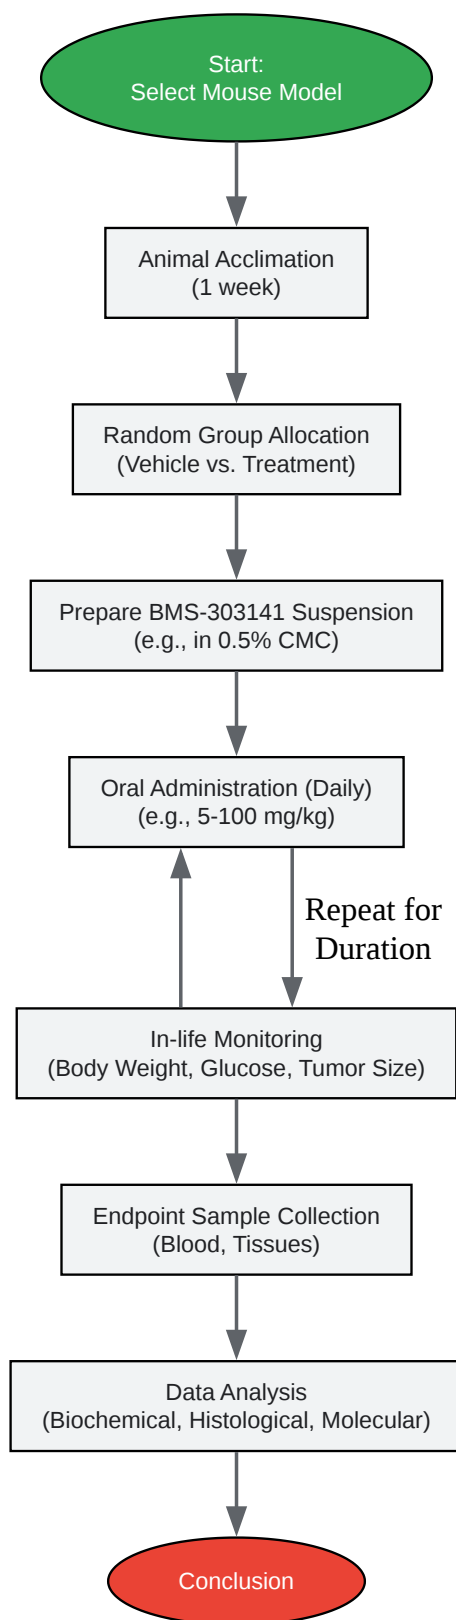 Start:
Select Mouse Model
Animal Acclimation
(1 week)
Random Group Allocation
(Vehicle vs. Treatment)
Prepare BMS-303141 Suspension
(e.g., in 0.5% CMC)
Oral Administration (Daily)
(e.g., 5-100 mg/kg)
Repeat for
Duration
In-life Monitoring
(Body Weight, Glucose, Tumor Size)
Endpoint Sample Collection
(Blood, Tissues)
Data Analysis
(Biochemical, Histological, Molecular)
Conclusion